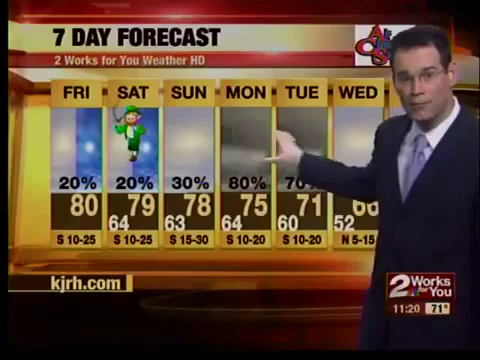 7 DAY FORECAST
2 Works for You Weather HD
FRI SAT SUN MON TUE WED
20% 20% 30% 80% 70%
80 79 78 75 71 66
64 63 64 60 52
S 10-25 S 10-25 S 15-30 S 10-20 S 10-20 N 5-15
kjrh.com
2 Works for You
11:20 71°